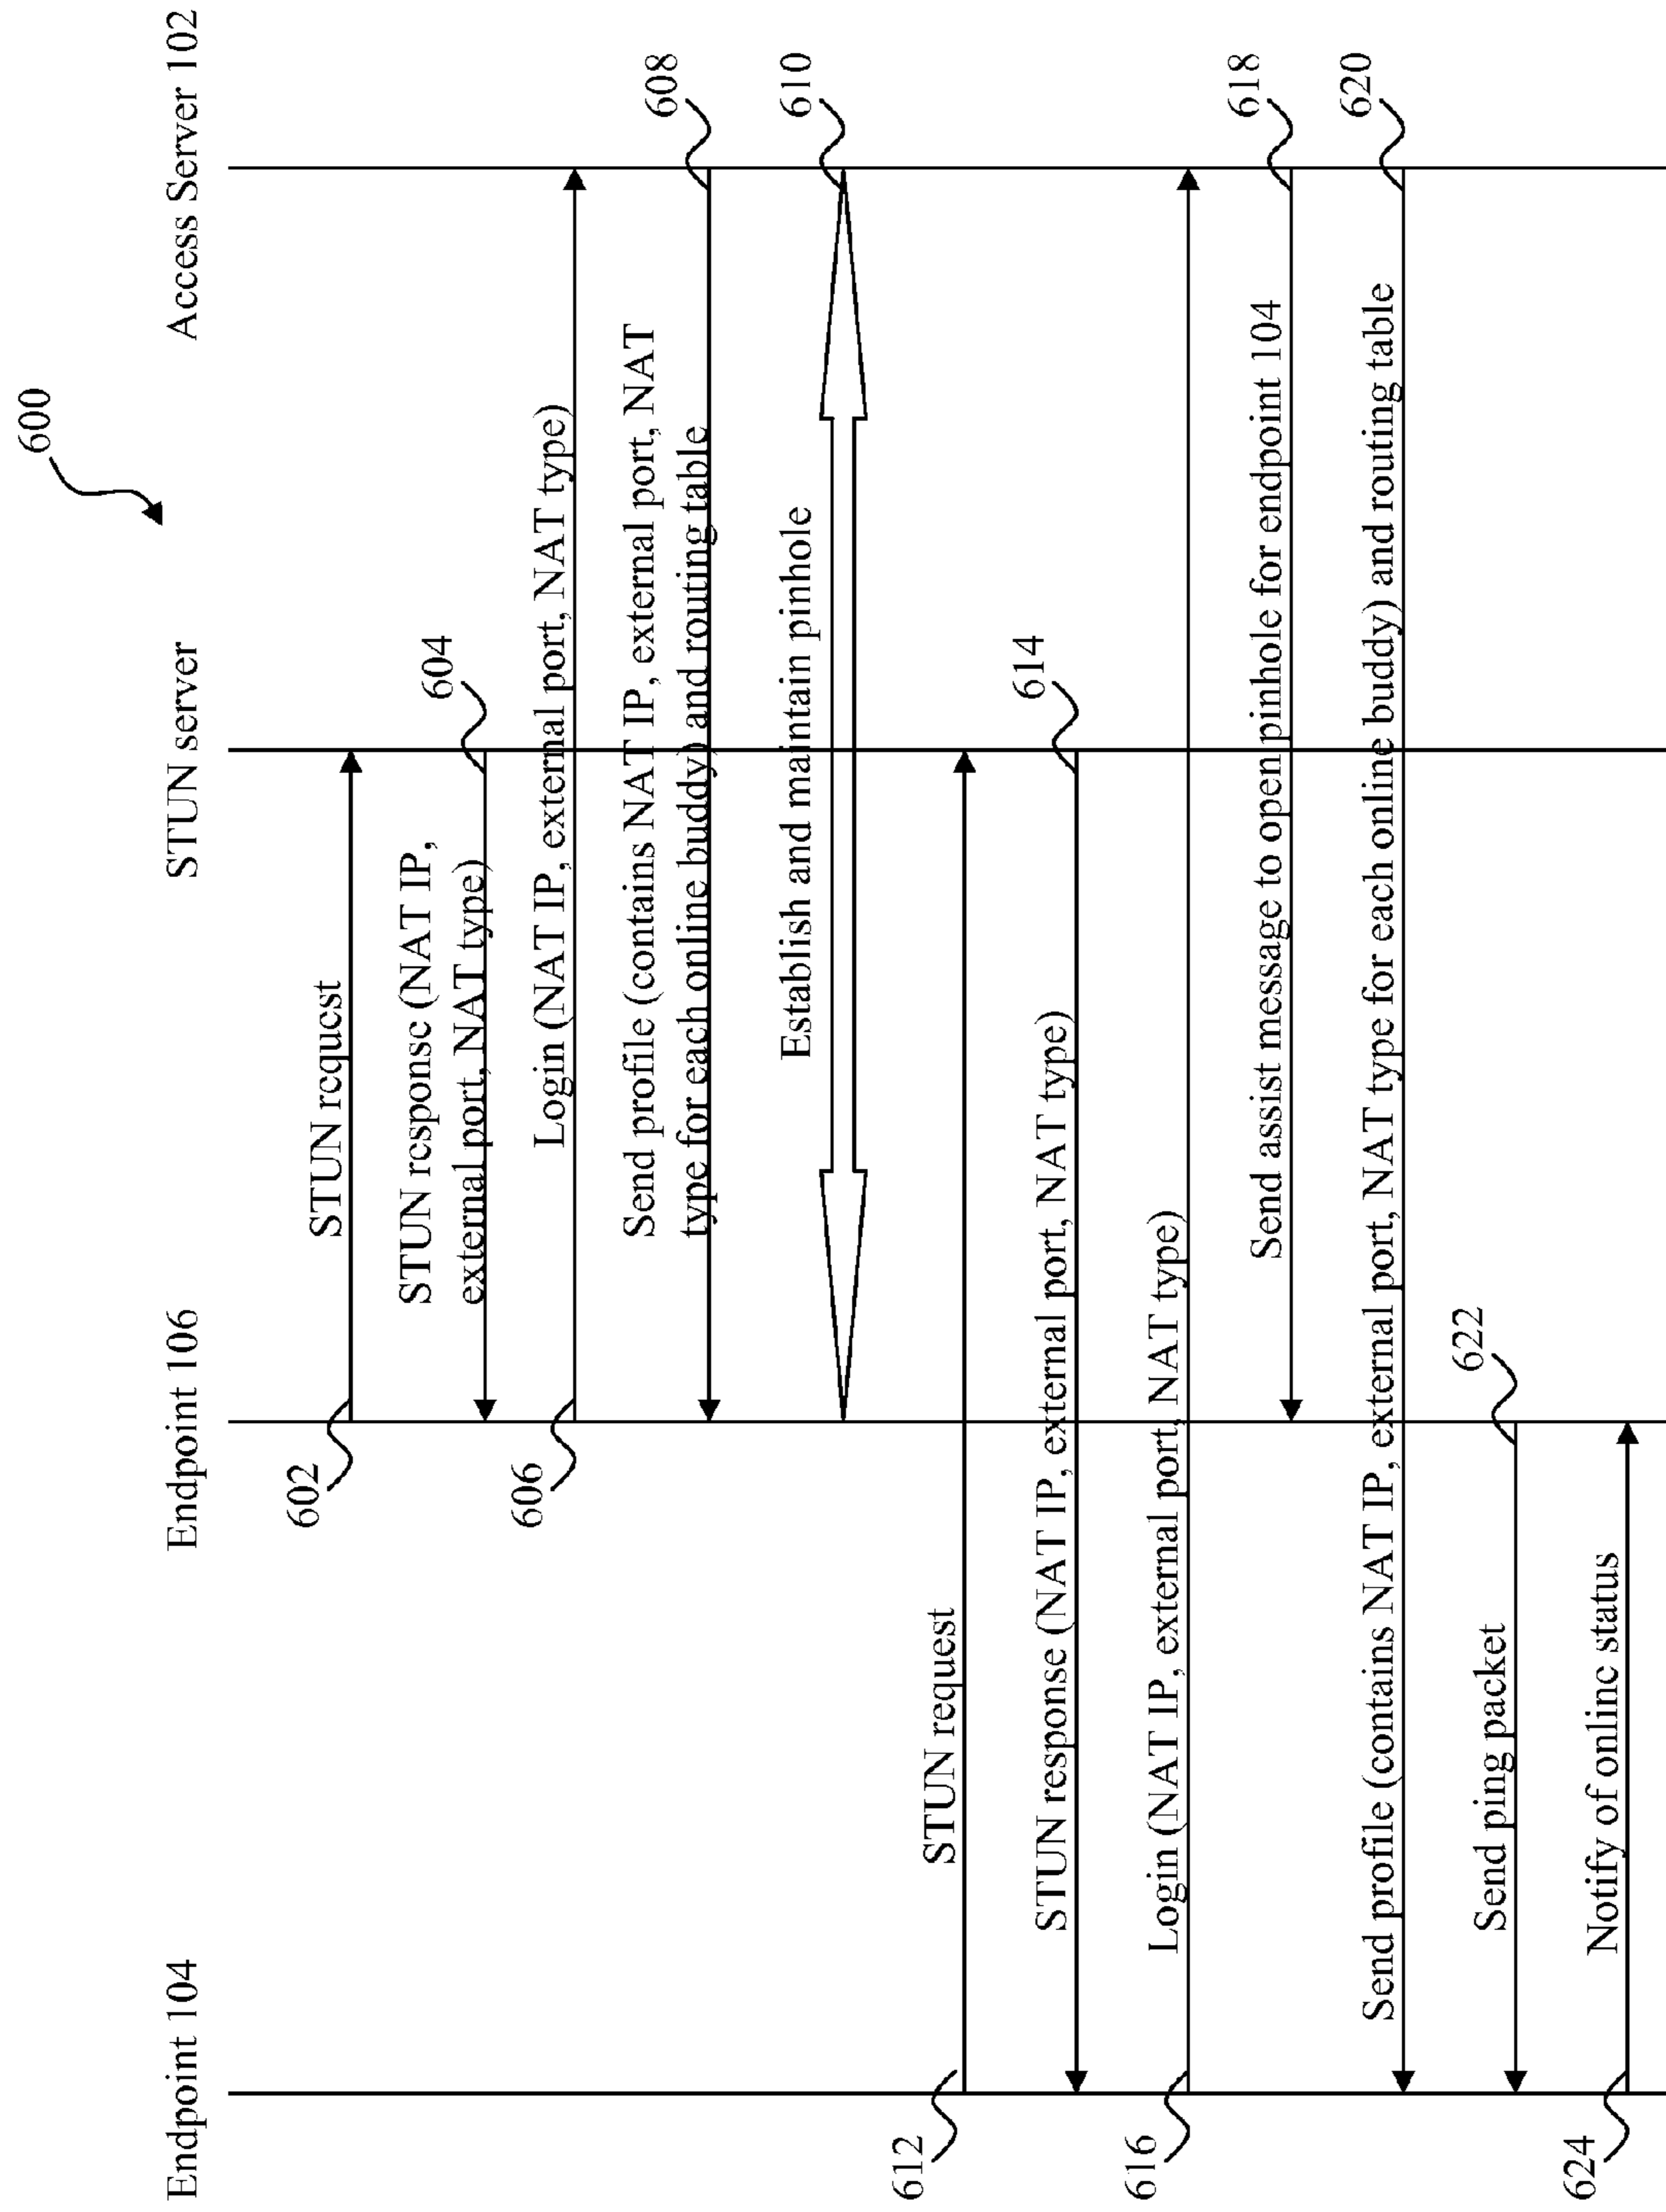 600
Endpoint 104
Endpoint 106
STUN server
Access Server 102
602
STUN request
STUN response (NAT IP,
external port, NAT type)
604
606
Login (NAT IP, external port, NAT type)
Send profile (contains NAT IP, external port, NAT
type for each online buddy) and routing table
608
Establish and maintain pinhole
610
612
STUN request
STUN response (NAT IP, external port, NAT type)
614
616
Login (NAT IP, external port, NAT type)
Send assist message to open pinhole for endpoint 104
618
Send profile (contains NAT IP, external port, NAT type for each online buddy) and routing table
620
Send ping packet
622
624
Notify of online status